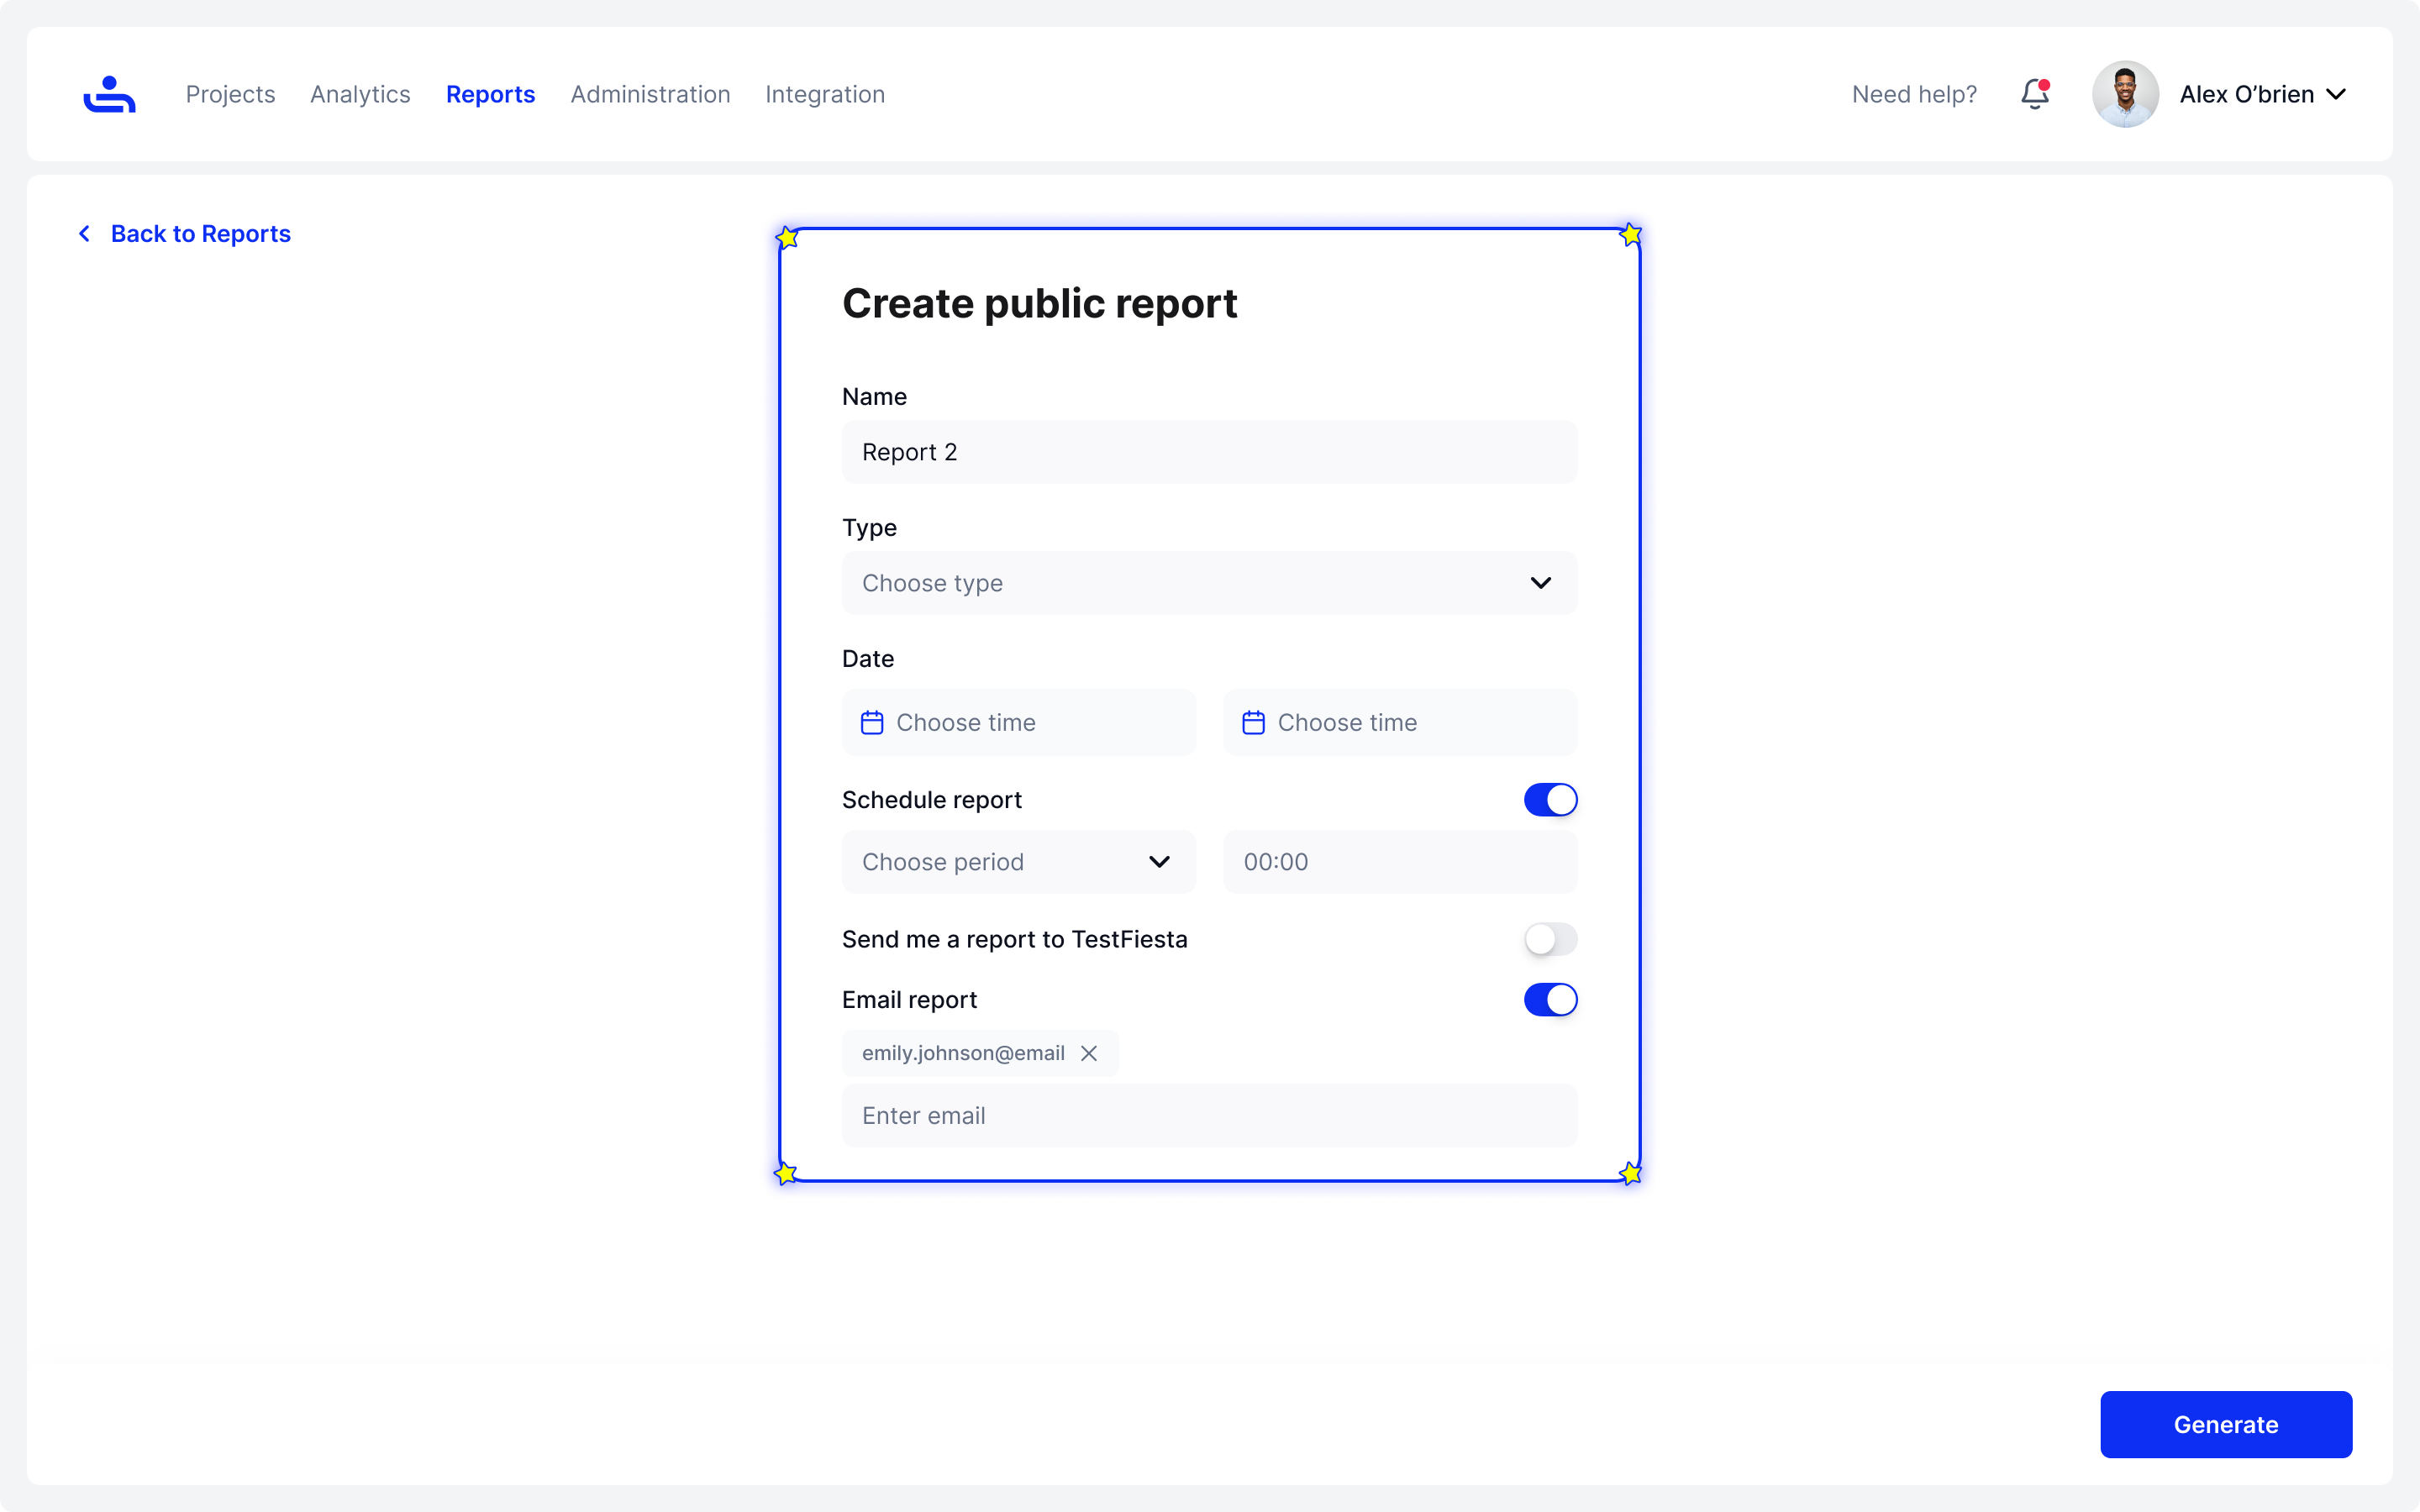 Projects Analytics Reports Administration Integration Need help? Alex O’brien
Back to Reports
Create public report
Name
Report 2
Type
Choose type
Date
Choose time Choose time
Schedule report
Choose period 00:00
Send me a report to TestFiesta
Email report
emily.johnson@email
Enter email
Generate